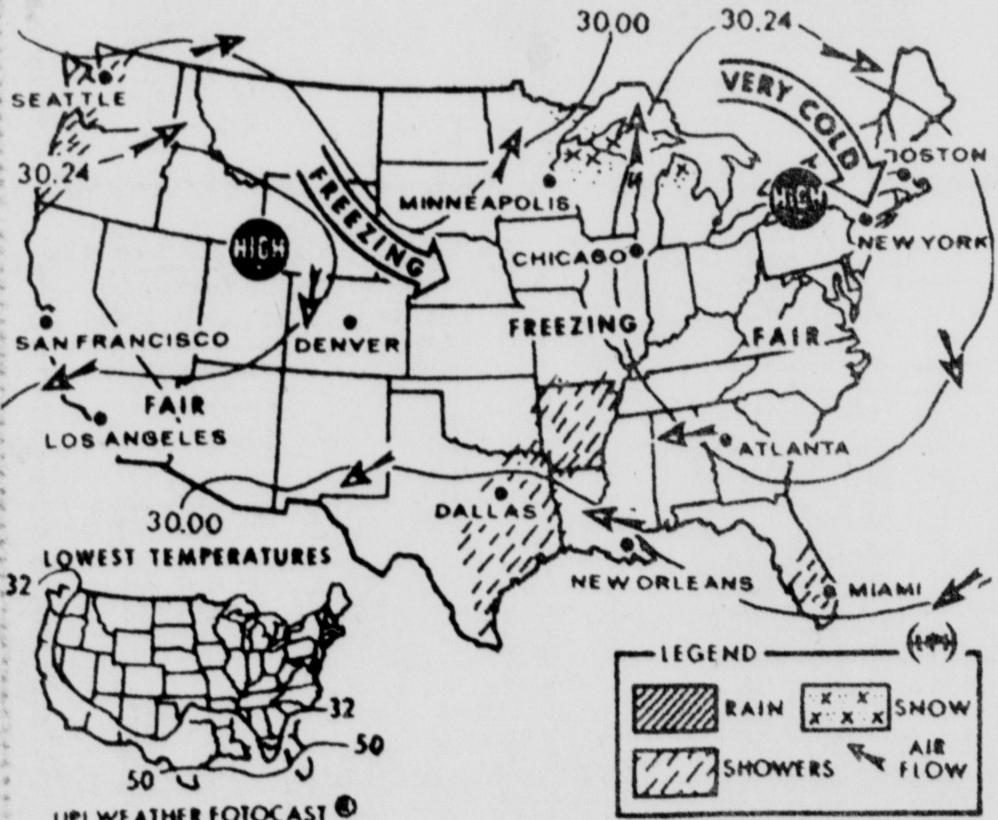 30.00
30.24
VERY COLD
SEATTLE
BOSTON
30.24
FREEZING
MINNEAPOLIS
HIGH
HIGH
NEW YORK
CHICAGO
FREEZING
SAN FRANCISCO
DENVER
FAIR
FAIR
LOS ANGELES
ATLANTA
DALLAS
30.00
LOWEST TEMPERATURES
32
NEW ORLEANS
MIAMI
LEGEND
RAIN
SNOW
SHOWERS
AIR
FLOW
32
50
50
UPI WEATHER FOTOCAST ®